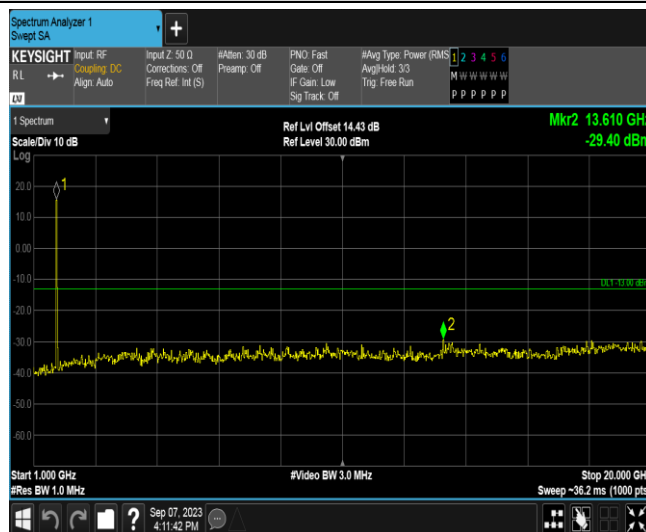 Spectrum Analyzer 1
Swept SA
+
KEYSIGHT
RL
LXI
Input: RF
Coupling: DC
Align: Auto
Input Z: 50 Ω
Corrections: Off
Freq Ref: Int (S)
#Atten: 30 dB
Preamp: Off
PNO: Fast
Gate: Off
IF Gain: Low
Sig Track: Off
#Avg Type: Power (RMS
Avg|Hold: 3/3
Trig: Free Run
1 2 3 4 5 6
M W W W W W
P P P P P P
1 Spectrum
Scale/Div 10 dB
Ref Lvl Offset 14.43 dB
Ref Level 30.00 dBm
Mkr2 13.610 GHz
-29.40 dBm
Log
20.0
10.0
0.00
-10.0
-20.0
-30.0
-40.0
-50.0
-60.0
1
2
DL1 -13.00 dBm
Start 1.000 GHz
#Res BW 1.0 MHz
#Video BW 3.0 MHz
Stop 20.000 GHz
Sweep ~36.2 ms (1000 pts
?
Sep 07, 2023
4:11:42 PM